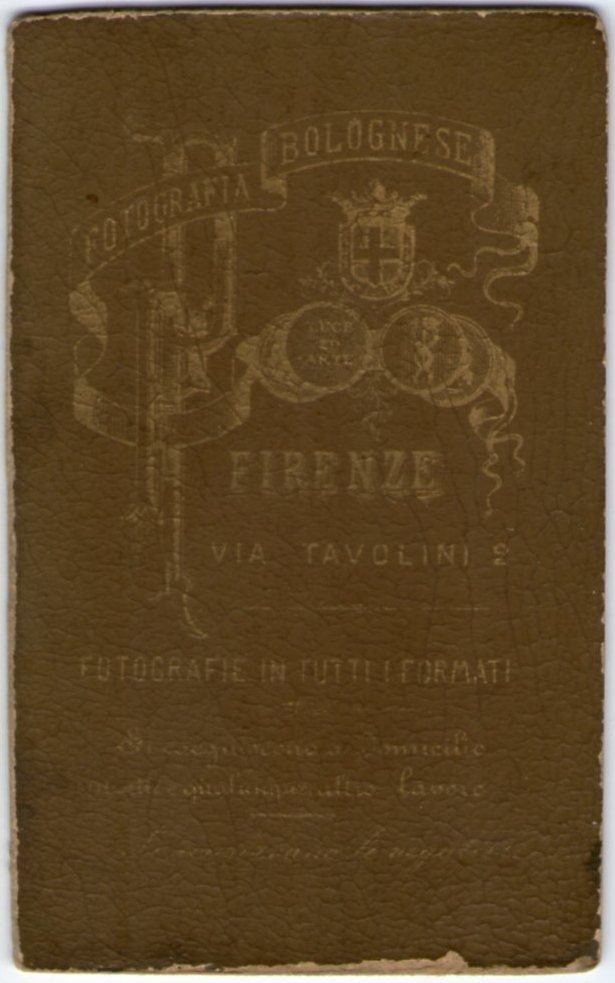 FOTOGRAFIA BOLOGNESE
LUCE
ED
ARTE
FIRENZE
VIA TAVOLINI 2
FOTOGRAFIE IN TUTTI I FORMATI
Si eseguiscono a Domicilio
qualunque altro lavoro